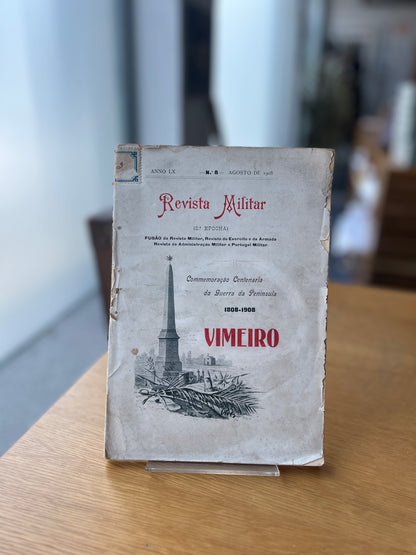 ANNO LX —N.º 8— AGOSTO DE 1908
Revista Militar
(2.ª EPOCHA)
FUSÃO da Revista Militar, Revista do Exercito e da Armada
Revista de Administração Militar e Portugal Militar
Commemoração Centenaria
da Guerra da Peninsula
1808-1908
VIMEIRO